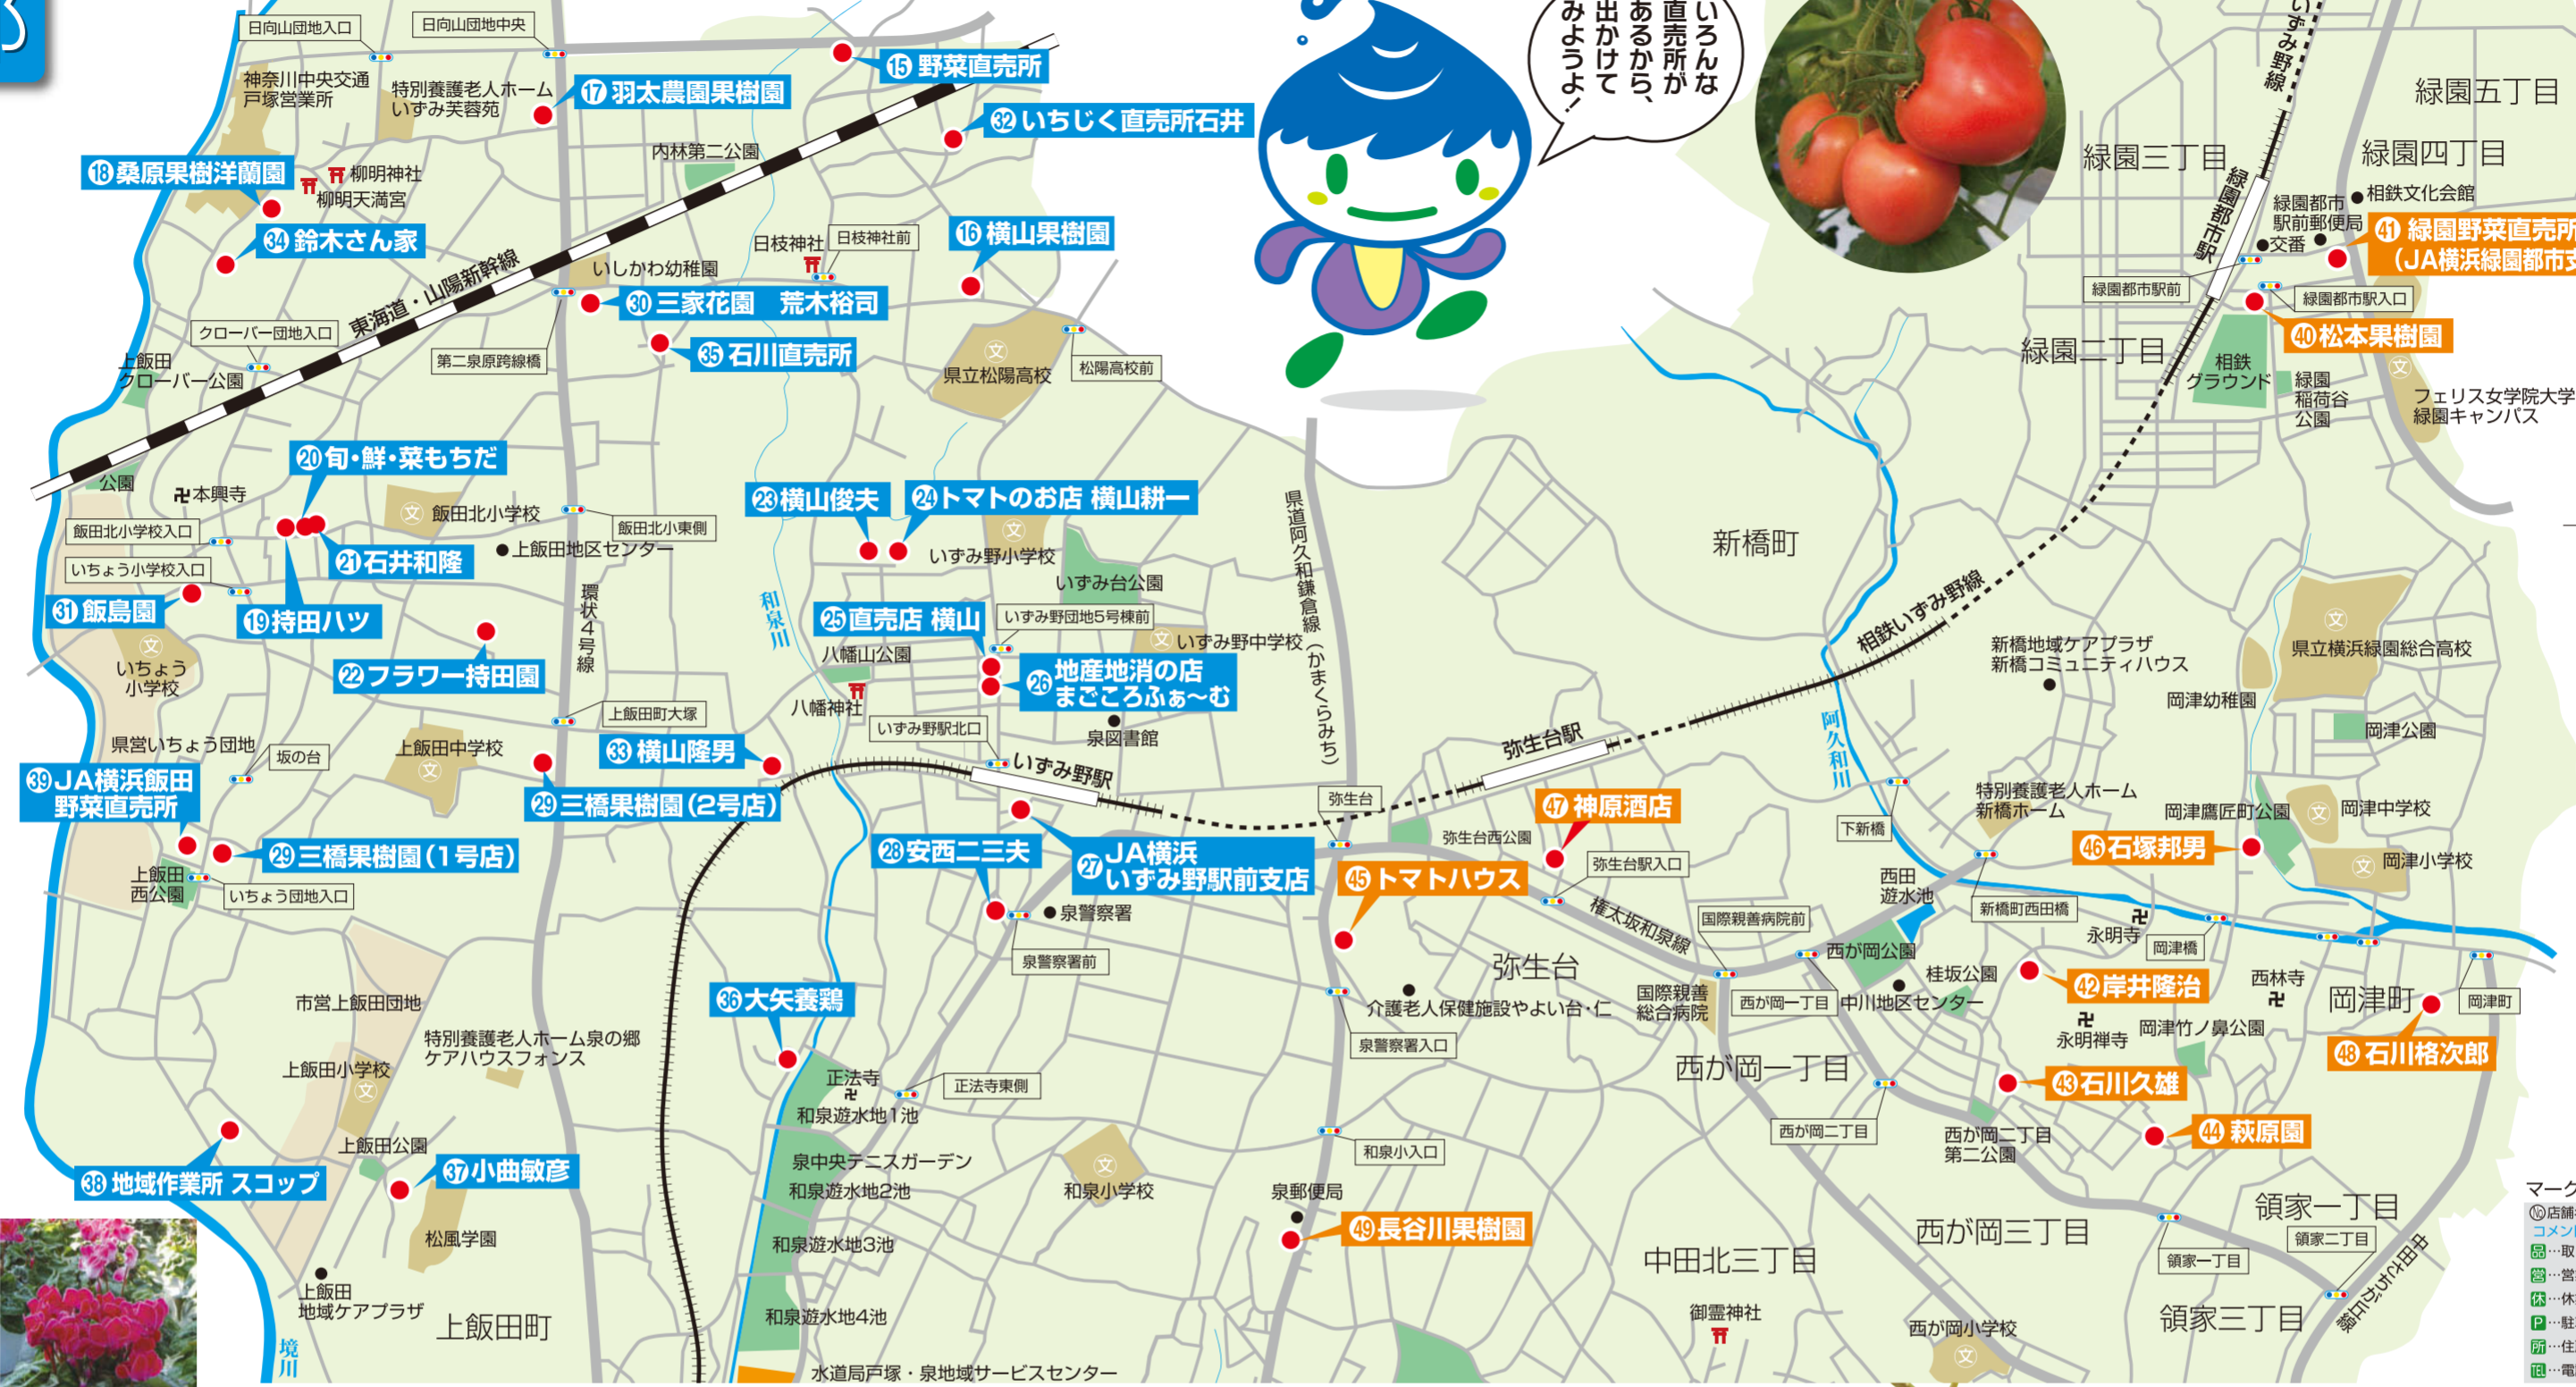 る
日向山団地入口
日向山団地中央
神奈川中央交通
戸塚営業所
特別養護老人ホーム
いずみ芙蓉苑
⑮野菜直売所
⑰羽太農園果樹園
㉜いちじく直売所石井
いろんな
直売所が
あるから、
出かけて
みようよ!
いずみ野線
緑園五丁目
緑園四丁目
緑園三丁目
⑱桑原果樹洋蘭園
柳明神社
柳明天満宮
内林第二公園
㉞鈴木さん家
東海道・山陽新幹線
日枝神社
日枝神社前
⑯横山果樹園
いしかわ幼稚園
㉚三家花園 荒木裕司
㉟石川直売所
第二泉原跨線橋
クローバー団地入口
上飯田
クローバー公園
文
県立松陽高校
松陽高校前
緑園都市駅
緑園都市
駅前郵便局
相鉄文化会館
交番
㊶緑園野菜直売所
(JA横浜緑園都市支
緑園都市駅前
緑園都市駅入口
㊵松本果樹園
緑園二丁目
相鉄
グラウンド
緑園
稲荷谷
公園
文
フェリス女学院大学
緑園キャンパス
公園
本興寺
⑳旬・鮮・菜もちだ
文
飯田北小学校
飯田北小学校入口
飯田北小東側
上飯田地区センター
㉑石井和隆
いちょう小学校入口
㉛飯島園
⑲持田ハツ
文
いちょう
小学校
㉒フラワー持田園
環状4号線
㉓横山俊夫
㉔トマトのお店 横山耕一
文
いずみ野小学校
いずみ台公園
和泉川
㉕直売店 横山
いずみ野団地5号棟前
文
いずみ野中学校
八幡山公園
八幡神社
㉖地産地消の店
まごころふぁ〜む
泉図書館
県道阿久和鎌倉線(かまくらみち)
新橋町
相鉄いずみ野線
新橋地域ケアプラザ
新橋コミュニティハウス
文
県立横浜緑園総合高校
岡津幼稚園
岡津公園
阿久和川
上飯田町大塚
県営いちょう団地
坂の台
上飯田中学校
文
㉝横山隆男
いずみ野駅北口
いずみ野駅
弥生台駅
㊴JA横浜飯田
野菜直売所
㉙三橋果樹園(2号店)
㉙三橋果樹園(1号店)
上飯田
西公園
いちょう団地入口
㉘安西二三夫
㉗JA横浜
いずみ野駅前支店
弥生台
弥生台西公園
㊼神原酒店
弥生台駅入口
㊺トマトハウス
下新橋
特別養護老人ホーム
新橋ホーム
岡津鷹匠町公園
文
岡津中学校
㊻石塚邦男
文
岡津小学校
西田
遊水池
新橋町西田橋
永明寺
岡津橋
泉警察署
泉警察署前
権太坂和泉線
国際親善病院前
西が岡公園
弥生台
国際親善
総合病院
西が岡一丁目
中川地区センター
桂坂公園
㊷岸井隆治
西林寺
岡津町
岡津町
市営上飯田団地
㊱大矢養鶏
介護老人保健施設やよい台・仁
泉警察署入口
永明禅寺
岡津竹ノ鼻公園
㊽石川格次郎
特別養護老人ホーム泉の郷
ケアハウスフォンス
上飯田小学校
文
正法寺
正法寺東側
和泉遊水地1池
西が岡一丁目
㊸石川久雄
西が岡二丁目
西が岡二丁目
第二公園
㊹萩原園
上飯田公園
㊳地域作業所 スコップ
㊲小曲敏彦
泉中央テニスガーデン
和泉遊水地2池
文
和泉小学校
和泉小入口
泉郵便局
㊾長谷川果樹園
松風学園
和泉遊水地3池
中田北三丁目
西が岡三丁目
領家一丁目
領家二丁目
領家一丁目
領家三丁目
中田さちが丘線
上飯田
地域ケアプラザ
上飯田町
境川
和泉遊水地4池
水道局戸塚・泉地域サービスセンター
御霊神社
西が岡小学校
文
マーク
No店舗
コメン
品…取
営…営
休…休
P…駐
所…住
TEL…電